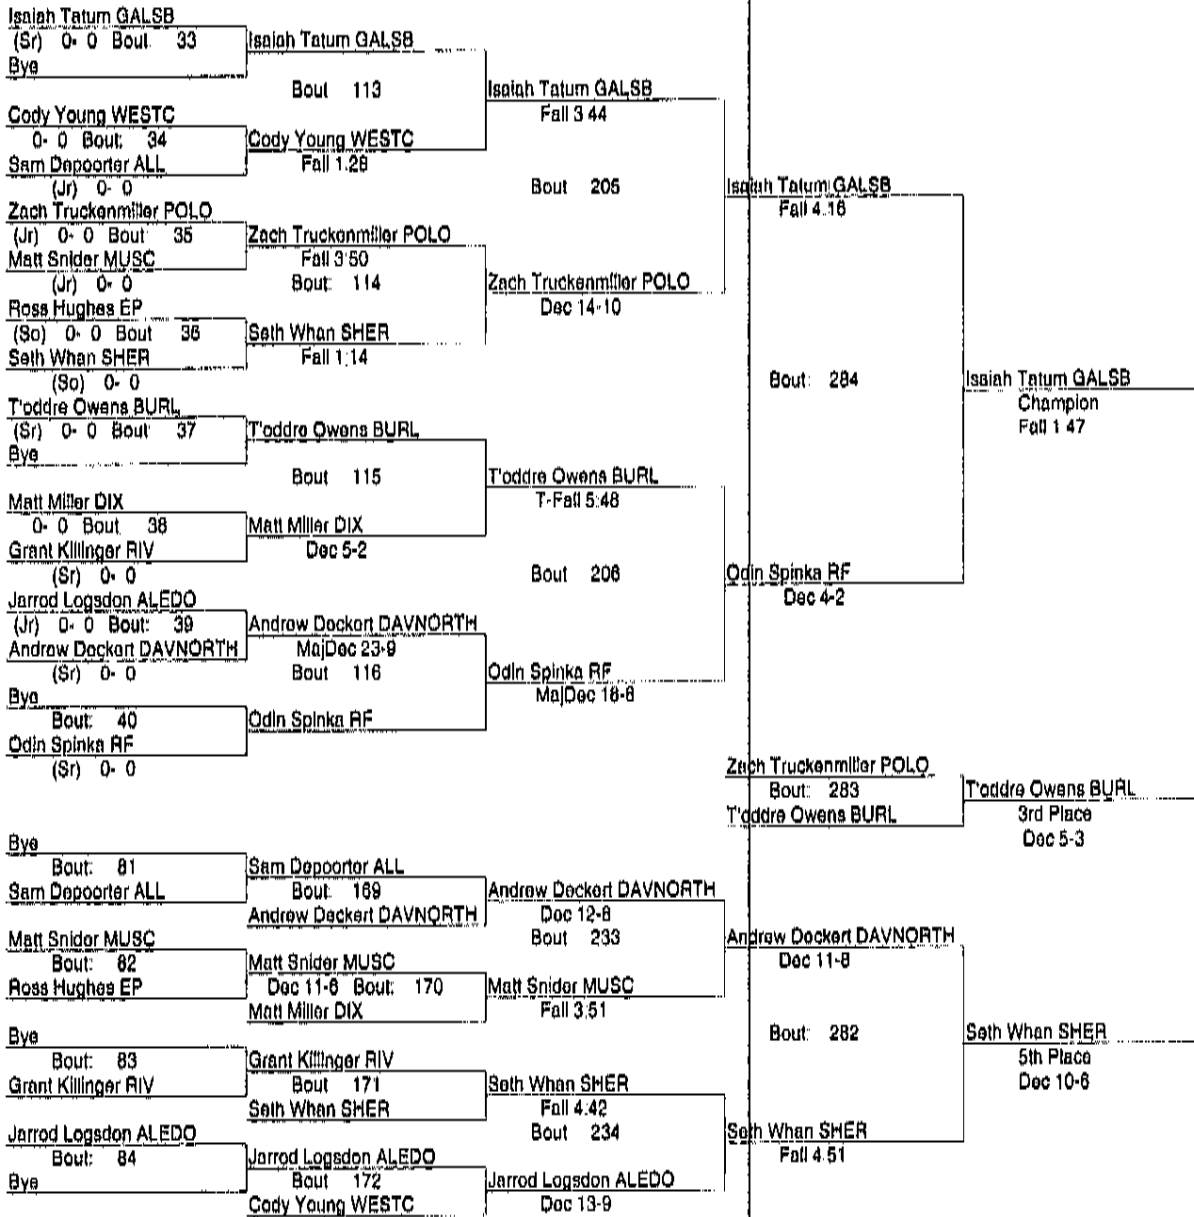 Isaiah Tatum GALSB
(Sr) 0- 0 Bout: 33
Bye
Isaiah Tatum GALSB
Bout 113
Cody Young WESTC
0- 0 Bout: 34
Sam Depoorter ALL
(Jr) 0- 0
Cody Young WESTC
Fall 1:28
Isaiah Tatum GALSB
Fall 3:44
Bout 205
Zach Truckenmiller POLO
(Jr) 0- 0 Bout: 35
Matt Snider MUSC
(Jr) 0- 0
Zach Truckenmiller POLO
Fall 3:50
Bout: 114
Ross Hughes EP
(So) 0- 0 Bout 36
Seth Whan SHER
(So) 0- 0
Seth Whan SHER
Fall 1:14
Zach Truckenmiller POLO
Dec 14-10
Isaiah Tatum GALSB
Fall 4:16
Bout: 284
T'oddre Owens BURL
(Sr) 0- 0 Bout 37
Bye
T'oddre Owens BURL
Bout 115
Matt Miller DIX
0- 0 Bout 38
Grant Killinger RIV
(Sr) 0- 0
Matt Miller DIX
Dec 5-2
T'oddre Owens BURL
T-Fall 5:48
Bout 206
Jarrod Logsdon ALEDO
(Jr) 0- 0 Bout: 39
Andrew Deckert DAVNORTH
(Sr) 0- 0
Andrew Deckert DAVNORTH
MajDec 23-9
Bout 116
Bye
Bout: 40
Odin Spinka RF
(Sr) 0- 0
Odin Spinka RF
Odin Spinka RF
MajDec 18-8
Odin Spinka RF
Dec 4-2
Isaiah Tatum GALSB
Champion
Fall 1:47
Zach Truckenmiller POLO
Bout: 283
T'oddre Owens BURL
T'oddre Owens BURL
3rd Place
Dec 5-3
Bye
Bout: 81
Sam Depoorter ALL
Sam Depoorter ALL
Bout: 169
Andrew Deckert DAVNORTH
Andrew Deckert DAVNORTH
Dec 12-8
Bout 233
Matt Snider MUSC
Bout: 82
Ross Hughes EP
Matt Snider MUSC
Dec 11-6 Bout: 170
Matt Miller DIX
Matt Snider MUSC
Fall 3:51
Andrew Deckert DAVNORTH
Dec 11-8
Bout: 282
Bye
Bout: 83
Grant Killinger RIV
Grant Killinger RIV
Bout 171
Seth Whan SHER
Seth Whan SHER
Fall 4:42
Bout 234
Jarrod Logsdon ALEDO
Bout: 84
Bye
Jarrod Logsdon ALEDO
Bout 172
Cody Young WESTC
Jarrod Logsdon ALEDO
Dec 13-9
Seth Whan SHER
Fall 4:51
Seth Whan SHER
5th Place
Dec 10-6